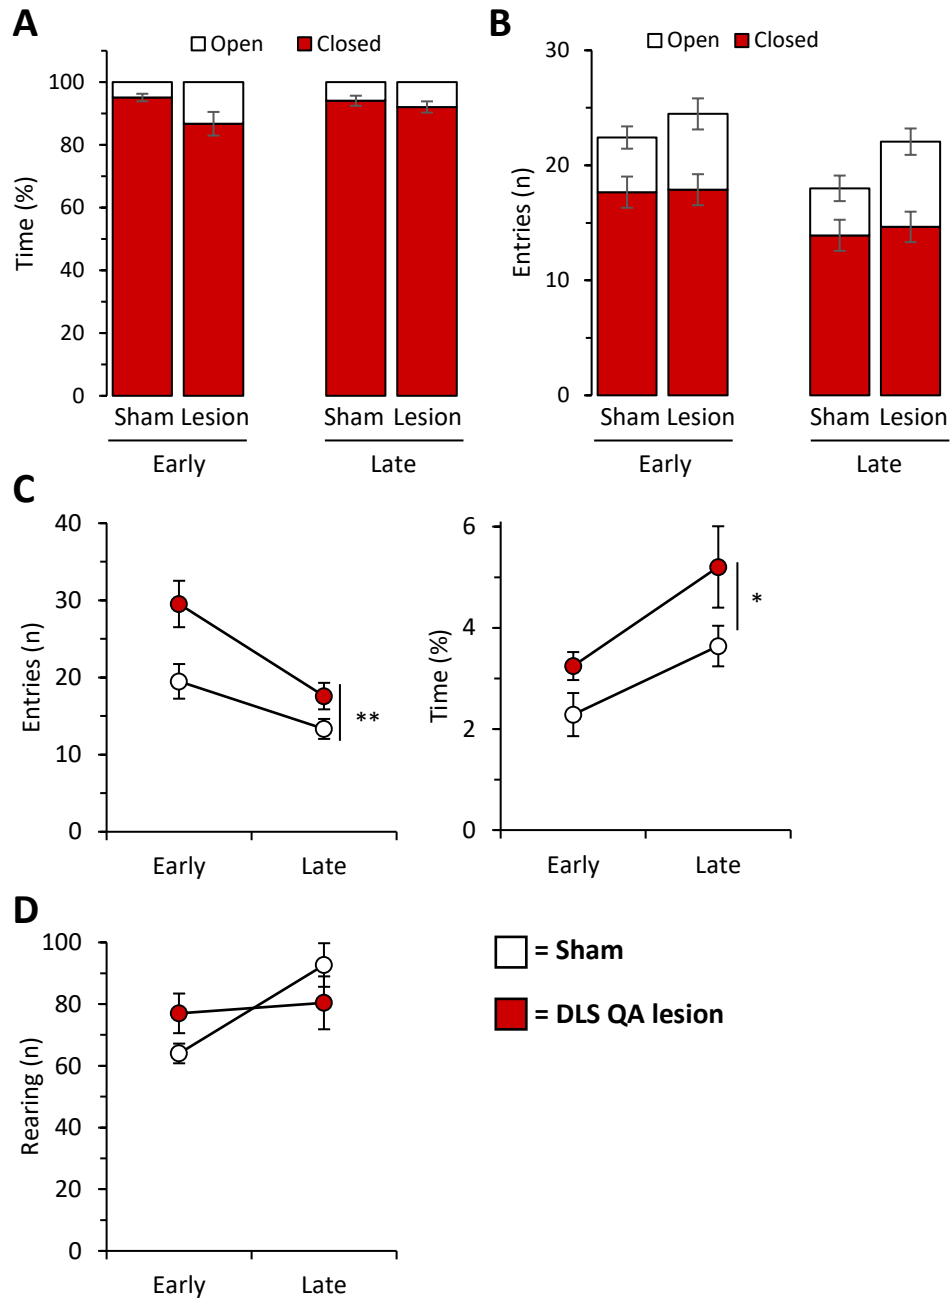 A
Open Closed
Time (%)
100
80
60
40
20
0
Sham Lesion Sham Lesion
Early Late
B
Open Closed
Entries (n)
30
20
10
0
Sham Lesion Sham Lesion
Early Late
C
Entries (n)
40
30
20
10
0
**
Early Late
Time (%)
6
4
2
0
*
Early Late
D
Rearing (n)
100
80
60
40
20
0
Early Late
= Sham
= DLS QA lesion